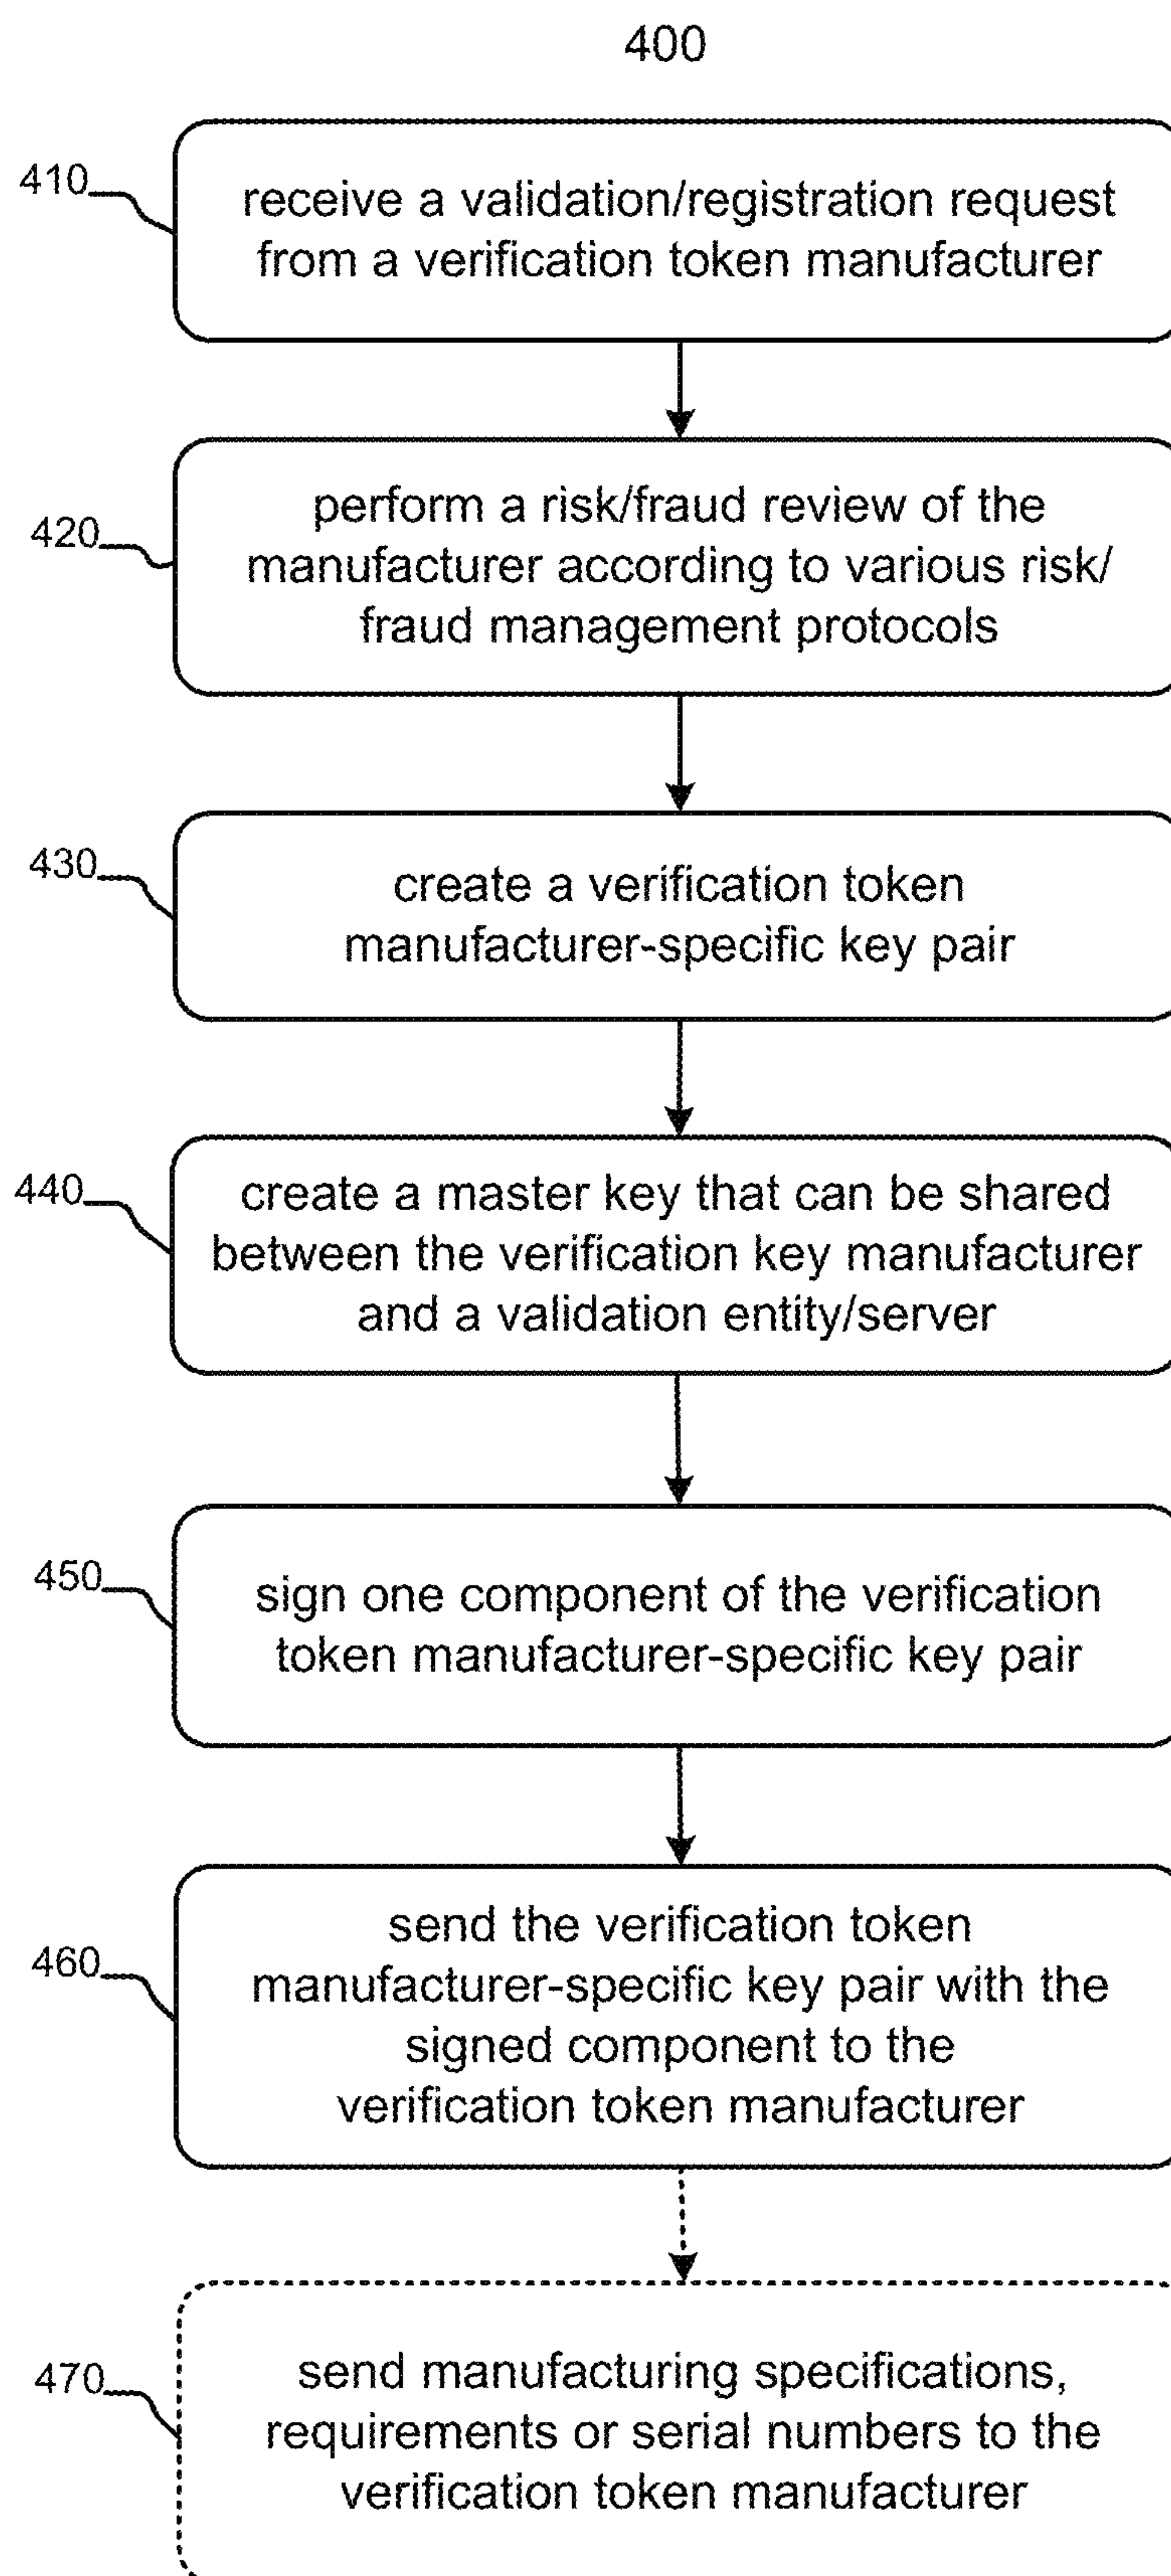 400
410
receive a validation/registration request
from a verification token manufacturer
420
perform a risk/fraud review of the
manufacturer according to various risk/
fraud management protocols
430
create a verification token
manufacturer-specific key pair
440
create a master key that can be shared
between the verification key manufacturer
and a validation entity/server
450
sign one component of the verification
token manufacturer-specific key pair
460
send the verification token
manufacturer-specific key pair with the
signed component to the
verification token manufacturer
470
send manufacturing specifications,
requirements or serial numbers to the
verification token manufacturer